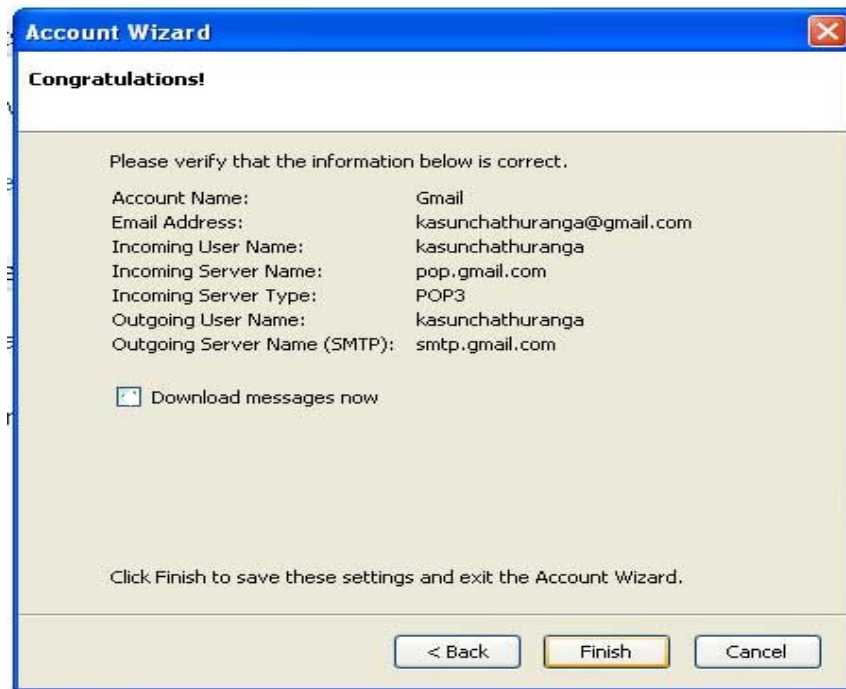 Account Wizard
Congratulations!
Please verify that the information below is correct.
Account Name: Gmail
Email Address: kasunchathuranga@gmail.com
Incoming User Name: kasunchathuranga
Incoming Server Name: pop.gmail.com
Incoming Server Type: POP3
Outgoing User Name: kasunchathuranga
Outgoing Server Name (SMTP): smtp.gmail.com
Download messages now
Click Finish to save these settings and exit the Account Wizard.
< Back Finish Cancel